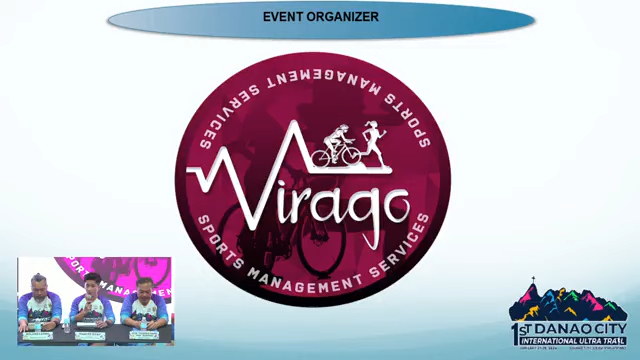 EVENT ORGANIZER
SPORTS MANAGEMENT SERVICES
Virago
SPORTS MANAGEMENT SERVICES
1ST DANAO CITY
INTERNATIONAL ULTRA TRAIL